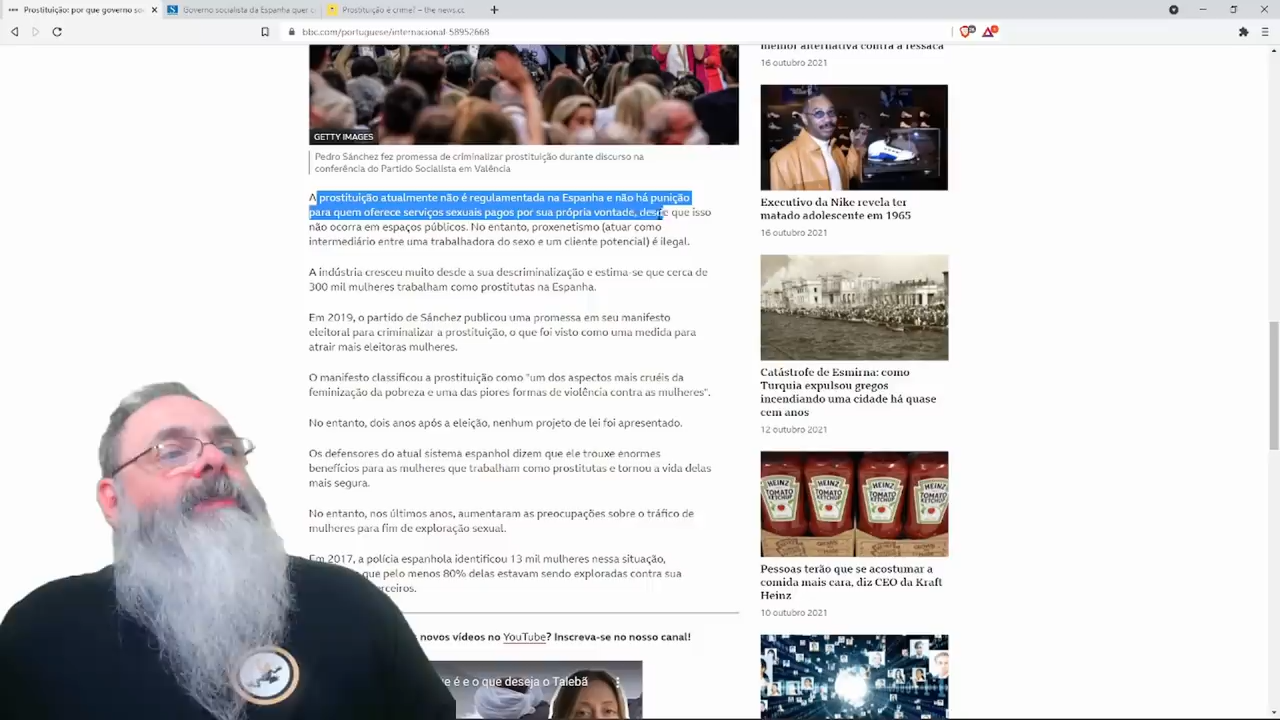 Prostituição: por que governo so
Governo socialista da Espanha quer c
Prostituição é crime? – the news.cc
bbc.com/portuguese/internacional-58952668
GETTY IMAGES
Pedro Sánchez fez promessa de criminalizar prostituição durante discurso na
conferência do Partido Socialista em València
A prostituição atualmente não é regulamentada na Espanha e não há punição
para quem oferece serviços sexuais pagos por sua própria vontade, desde que isso
não ocorra em espaços públicos. No entanto, proxenetismo (atuar como
intermediário entre uma trabalhadora do sexo e um cliente potencial) é ilegal.
A indústria cresceu muito desde a sua descriminalização e estima-se que cerca de
300 mil mulheres trabalham como prostitutas na Espanha.
Em 2019, o partido de Sánchez publicou uma promessa em seu manifesto
eleitoral para criminalizar a prostituição, o que foi visto como uma medida para
atrair mais eleitoras mulheres.
O manifesto classificou a prostituição como "um dos aspectos mais cruéis da
feminização da pobreza e uma das piores formas de violência contra as mulheres".
No entanto, dois anos após a eleição, nenhum projeto de lei foi apresentado.
Os defensores do atual sistema espanhol dizem que ele trouxe enormes
benefícios para as mulheres que trabalham como prostitutas e tornou a vida delas
mais segura.
No entanto, nos últimos anos, aumentaram as preocupações sobre o tráfico de
mulheres para fim de exploração sexual.
Em 2017, a polícia espanhola identificou 13 mil mulheres nessa situação,
que pelo menos 80% delas estavam sendo exploradas contra sua
erceiros.
novos vídeos no YouTube? Inscreva-se no nosso canal!
e é e o que deseja o Talebã
melhor alternativa contra a ressaca
16 outubro 2021
Executivo da Nike revela ter
matado adolescente em 1965
16 outubro 2021
Catástrofe de Esmirna: como
Turquia expulsou gregos
incendiando uma cidade há quase
cem anos
12 outubro 2021
HEINZ HEINZ HEINZ HEINZ
TOMATO TOMATO TOMATO TOMATO
KETCHUP KETCHUP
Pessoas terão que se acostumar a
comida mais cara, diz CEO da Kraft
Heinz
10 outubro 2021